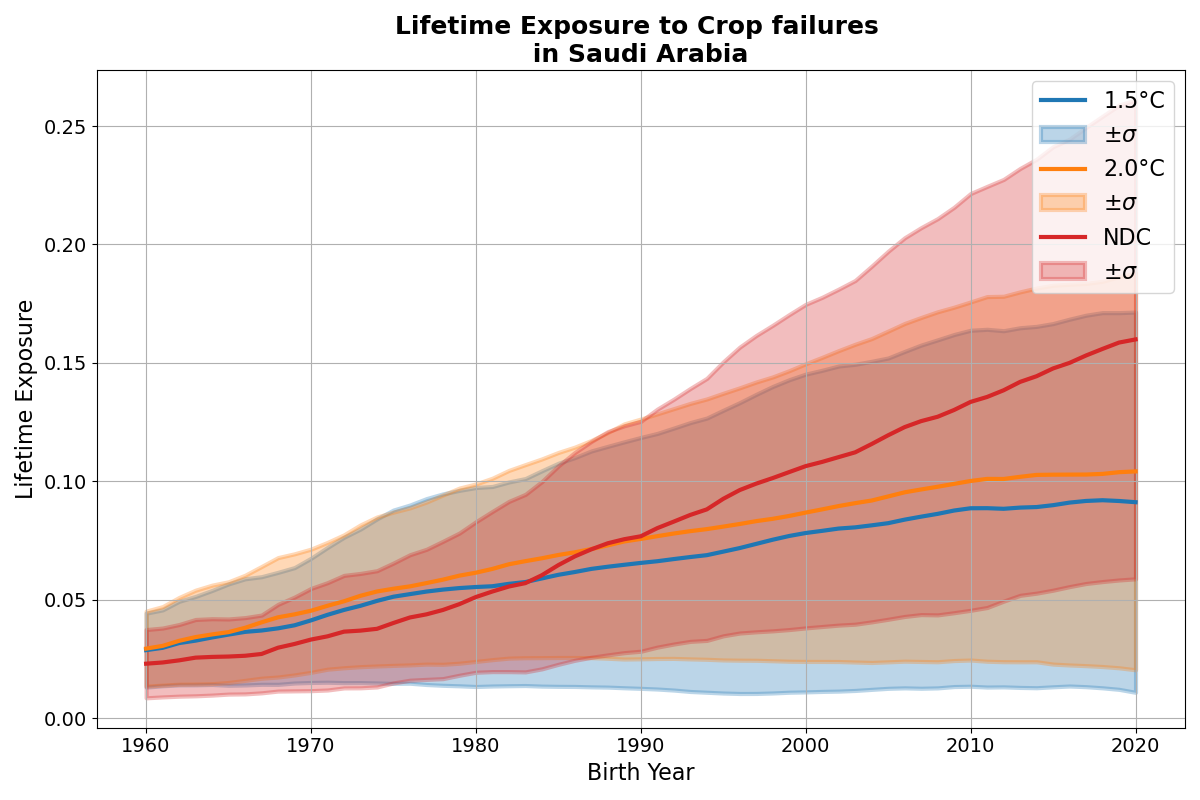 Lifetime Exposure to Crop failures
in Saudi Arabia
1.5°C
±σ
2.0°C
±σ
NDC
±σ
Lifetime Exposure
0.25
0.20
0.15
0.10
0.05
0.00
1960 1970 1980 1990 2000 2010 2020
Birth Year